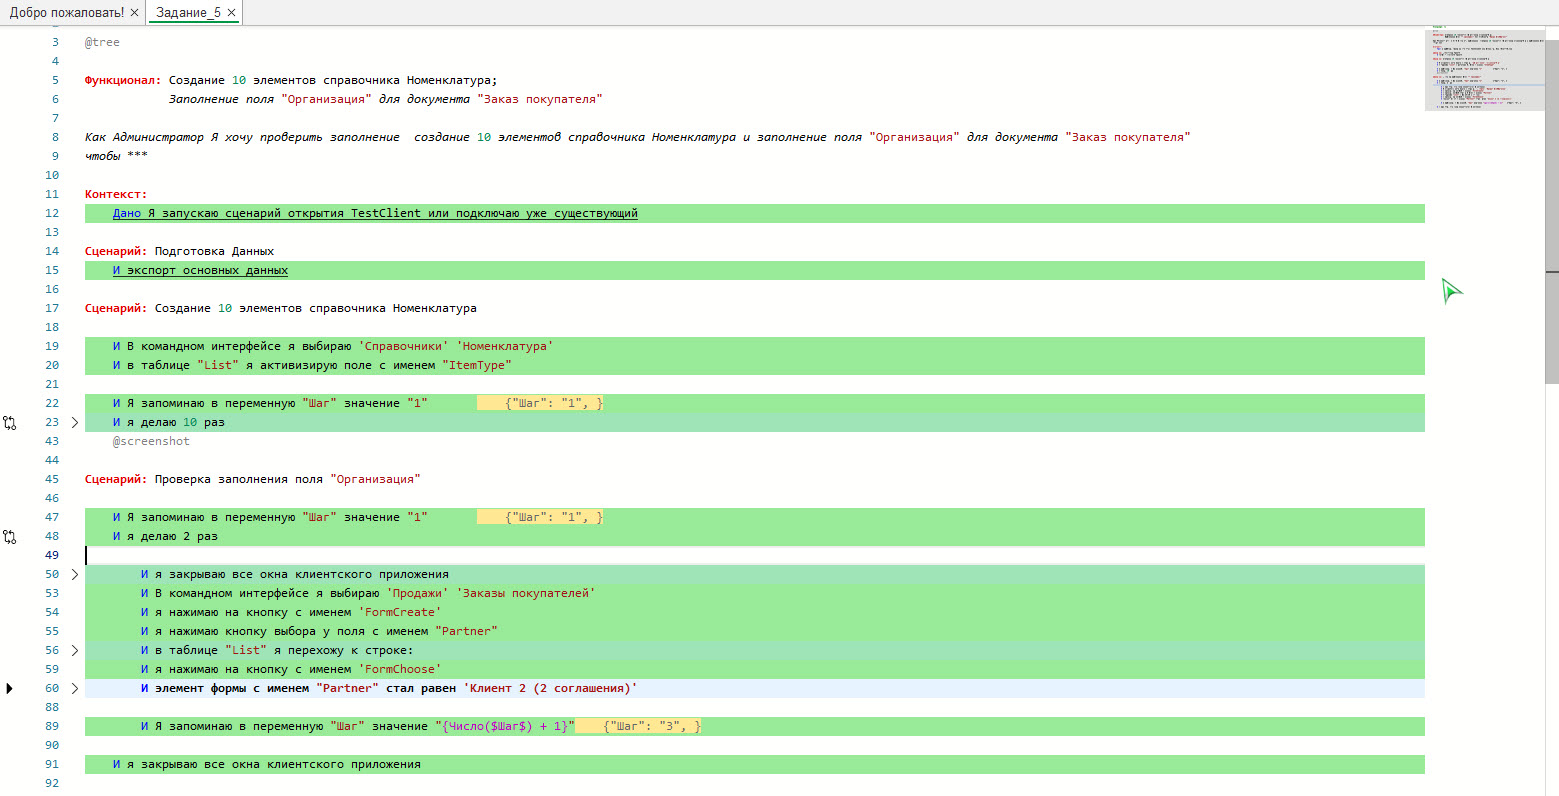 Добро пожаловать! × Задание_5 ×
3 @tree
4
5 Функционал: Создание 10 элементов справочника Номенклатура;
6 Заполнение поля "Организация" для документа "Заказ покупателя"
7
8 Как Администратор Я хочу проверить заполнение создание 10 элементов справочника Номенклатура и заполнение поля "Организация" для документа "Заказ покупателя"
9 чтобы ***
10
11 Контекст:
12 Дано Я запускаю сценарий открытия TestClient или подключаю уже существующий
13
14 Сценарий: Подготовка Данных
15 И экспорт основных данных
16
17 Сценарий: Создание 10 элементов справочника Номенклатура
18
19 И В командном интерфейсе я выбираю 'Справочники' 'Номенклатура'
20 И в таблице "List" я активизирую поле с именем "ItemType"
21
22 И Я запоминаю в переменную "Шаг" значение "1" {"Шаг": "1", }
23 И я делаю 10 раз
43 @screenshot
44
45 Сценарий: Проверка заполнения поля "Организация"
46
47 И Я запоминаю в переменную "Шаг" значение "1" {"Шаг": "1", }
48 И я делаю 2 раз
49
50 И я закрываю все окна клиентского приложения
53 И В командном интерфейсе я выбираю 'Продажи' 'Заказы покупателей'
54 И я нажимаю на кнопку с именем 'FormCreate'
55 И я нажимаю кнопку выбора у поля с именем "Partner"
56 И в таблице "List" я перехожу к строке:
59 И я нажимаю на кнопку с именем 'FormChoose'
60 И элемент формы с именем "Partner" стал равен 'Клиент 2 (2 соглашения)'
88
89 И Я запоминаю в переменную "Шаг" значение "{Число($Шаг$) + 1}" {"Шаг": "3", }
90
91 И я закрываю все окна клиентского приложения
92